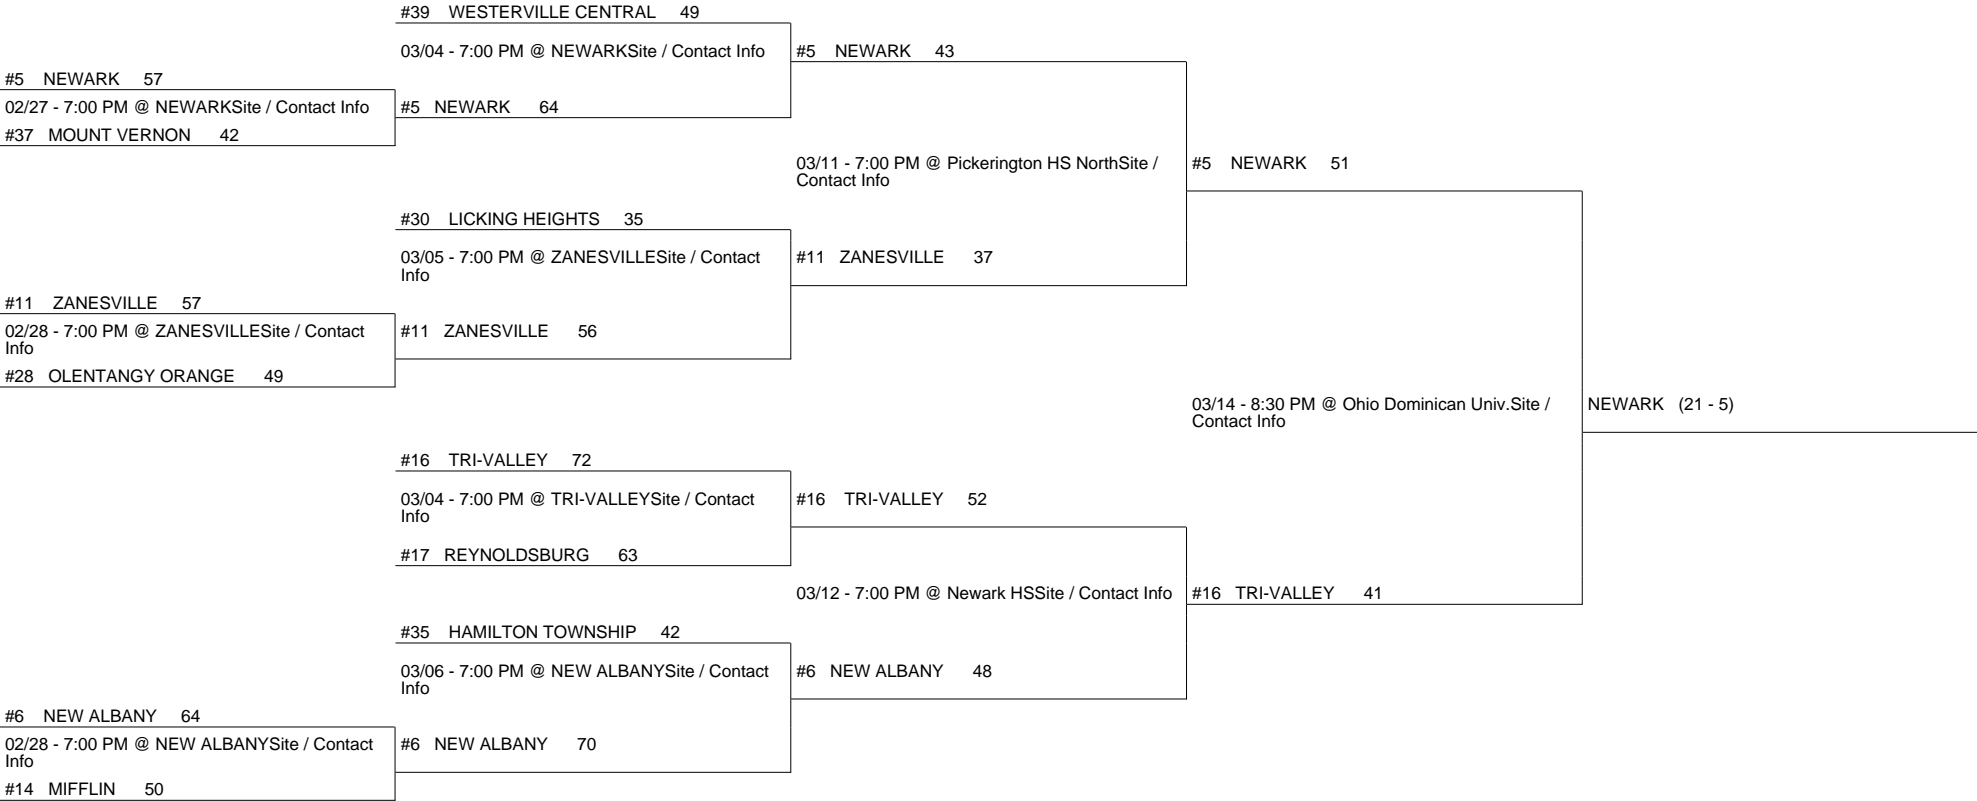 #39 WESTERVILLE CENTRAL 49
03/04 - 7:00 PM @ NEWARKSite / Contact Info
#5 NEWARK 43
#5 NEWARK 57
02/27 - 7:00 PM @ NEWARKSite / Contact Info
#5 NEWARK 64
#37 MOUNT VERNON 42
03/11 - 7:00 PM @ Pickerington HS NorthSite /
Contact Info
#5 NEWARK 51
#30 LICKING HEIGHTS 35
03/05 - 7:00 PM @ ZANESVILLESite / Contact
Info
#11 ZANESVILLE 37
#11 ZANESVILLE 57
02/28 - 7:00 PM @ ZANESVILLESite / Contact
Info
#11 ZANESVILLE 56
#28 OLENTANGY ORANGE 49
03/14 - 8:30 PM @ Ohio Dominican Univ.Site /
Contact Info
NEWARK (21 - 5)
#16 TRI-VALLEY 72
03/04 - 7:00 PM @ TRI-VALLEYSite / Contact
Info
#16 TRI-VALLEY 52
#17 REYNOLDSBURG 63
03/12 - 7:00 PM @ Newark HSSite / Contact Info
#16 TRI-VALLEY 41
#35 HAMILTON TOWNSHIP 42
03/06 - 7:00 PM @ NEW ALBANYSite / Contact
Info
#6 NEW ALBANY 48
#6 NEW ALBANY 64
02/28 - 7:00 PM @ NEW ALBANYSite / Contact
Info
#6 NEW ALBANY 70
#14 MIFFLIN 50